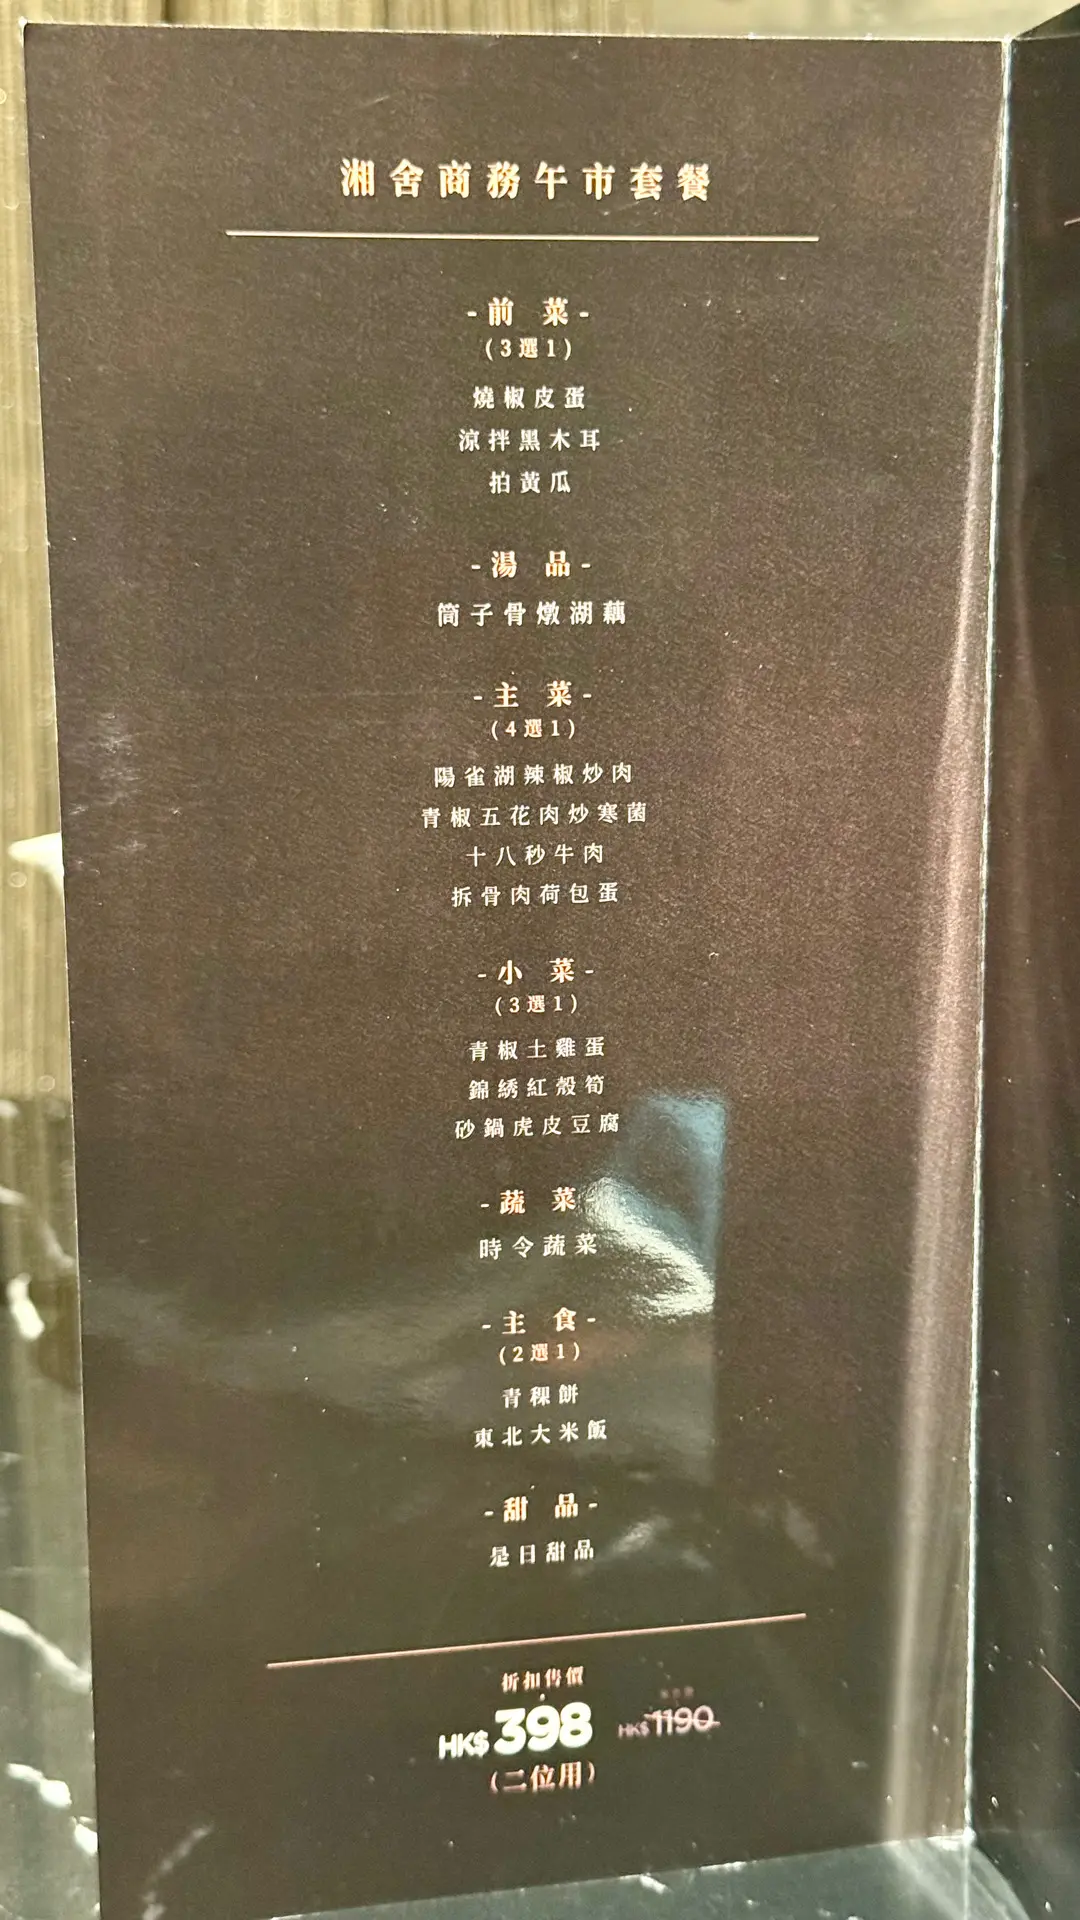 湘舍商務午市套餐
-前 菜-
(3選1)
燒椒皮蛋
涼拌黑木耳
拍黃瓜
-湯 品-
筒子骨燉湖藕
-主 菜-
(4選1)
陽雀湖辣椒炒肉
青椒五花肉炒寒菌
十八秒牛肉
拆骨肉荷包蛋
-小 菜-
(3選1)
青椒土雞蛋
錦綉紅殼筍
砂鍋虎皮豆腐
-蔬 菜-
時令蔬菜
-主 食-
(2選1)
青稞餅
東北大米飯
-甜 品-
是日甜品
折扣售價
HK$398 HK$1190
(二位用)